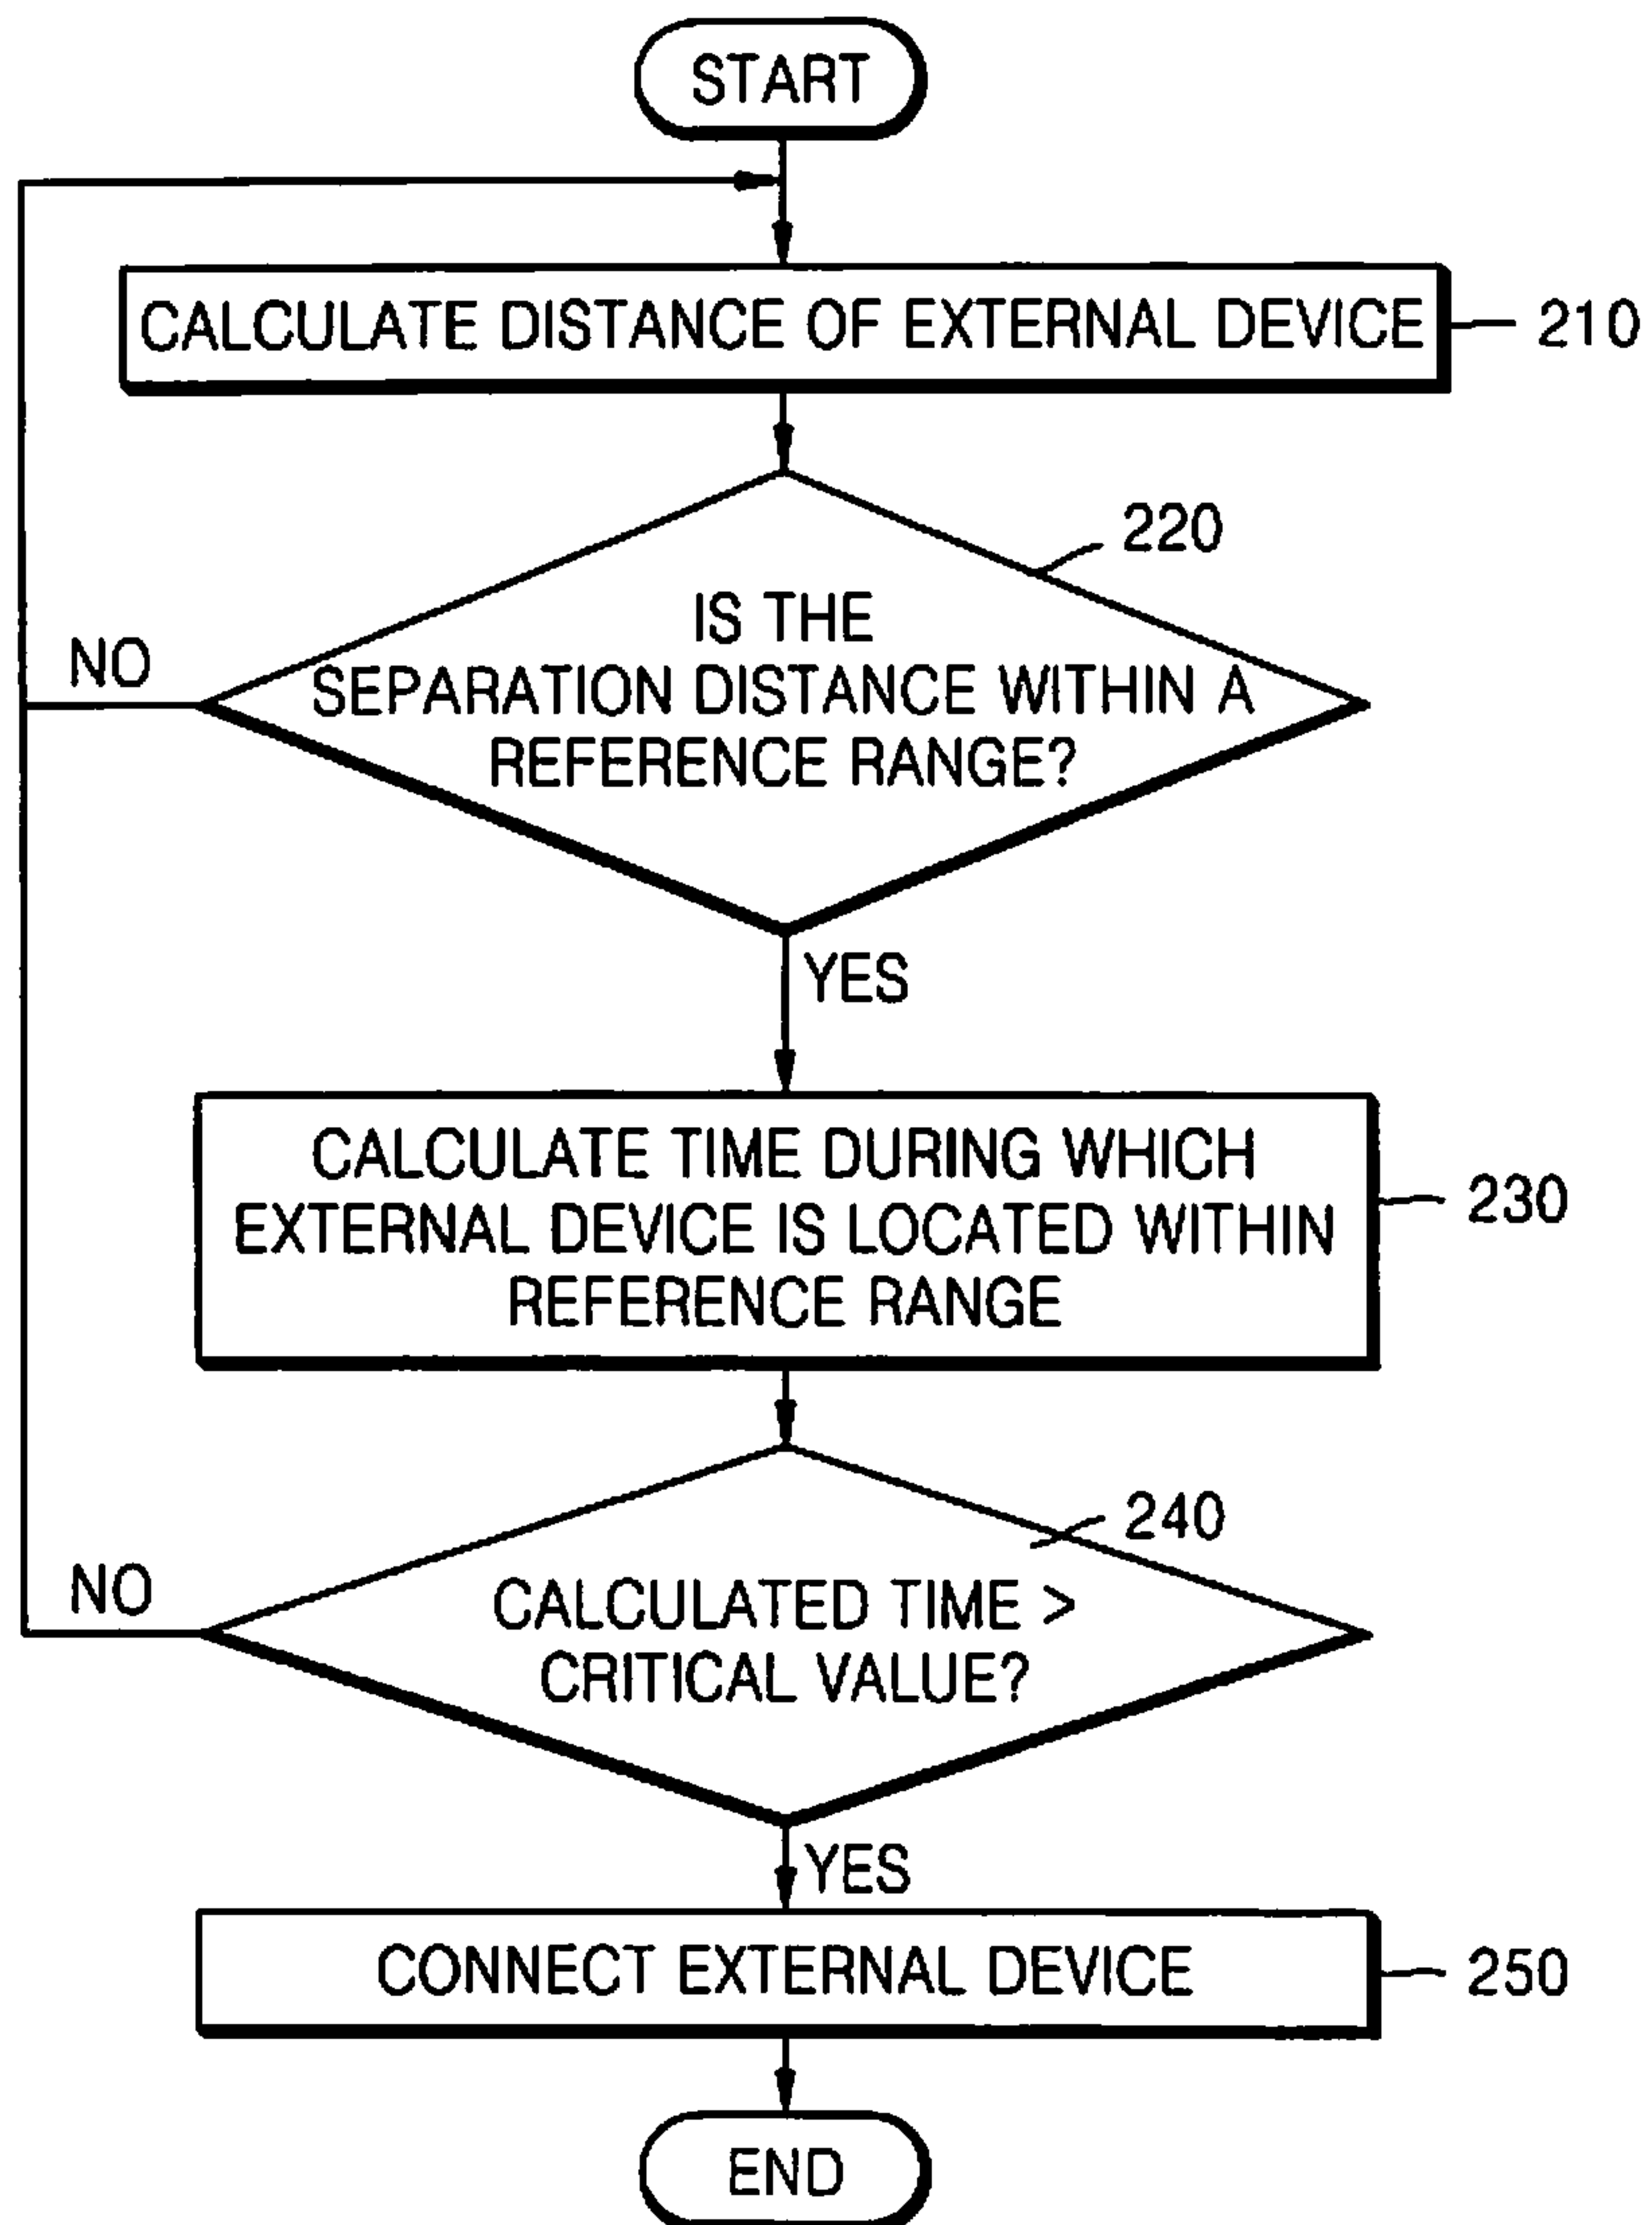 START
CALCULATE DISTANCE OF EXTERNAL DEVICE
210
220
IS THE
SEPARATION DISTANCE WITHIN A
REFERENCE RANGE?
NO
YES
CALCULATE TIME DURING WHICH
EXTERNAL DEVICE IS LOCATED WITHIN
REFERENCE RANGE
230
240
CALCULATED TIME >
CRITICAL VALUE?
NO
YES
CONNECT EXTERNAL DEVICE
250
END